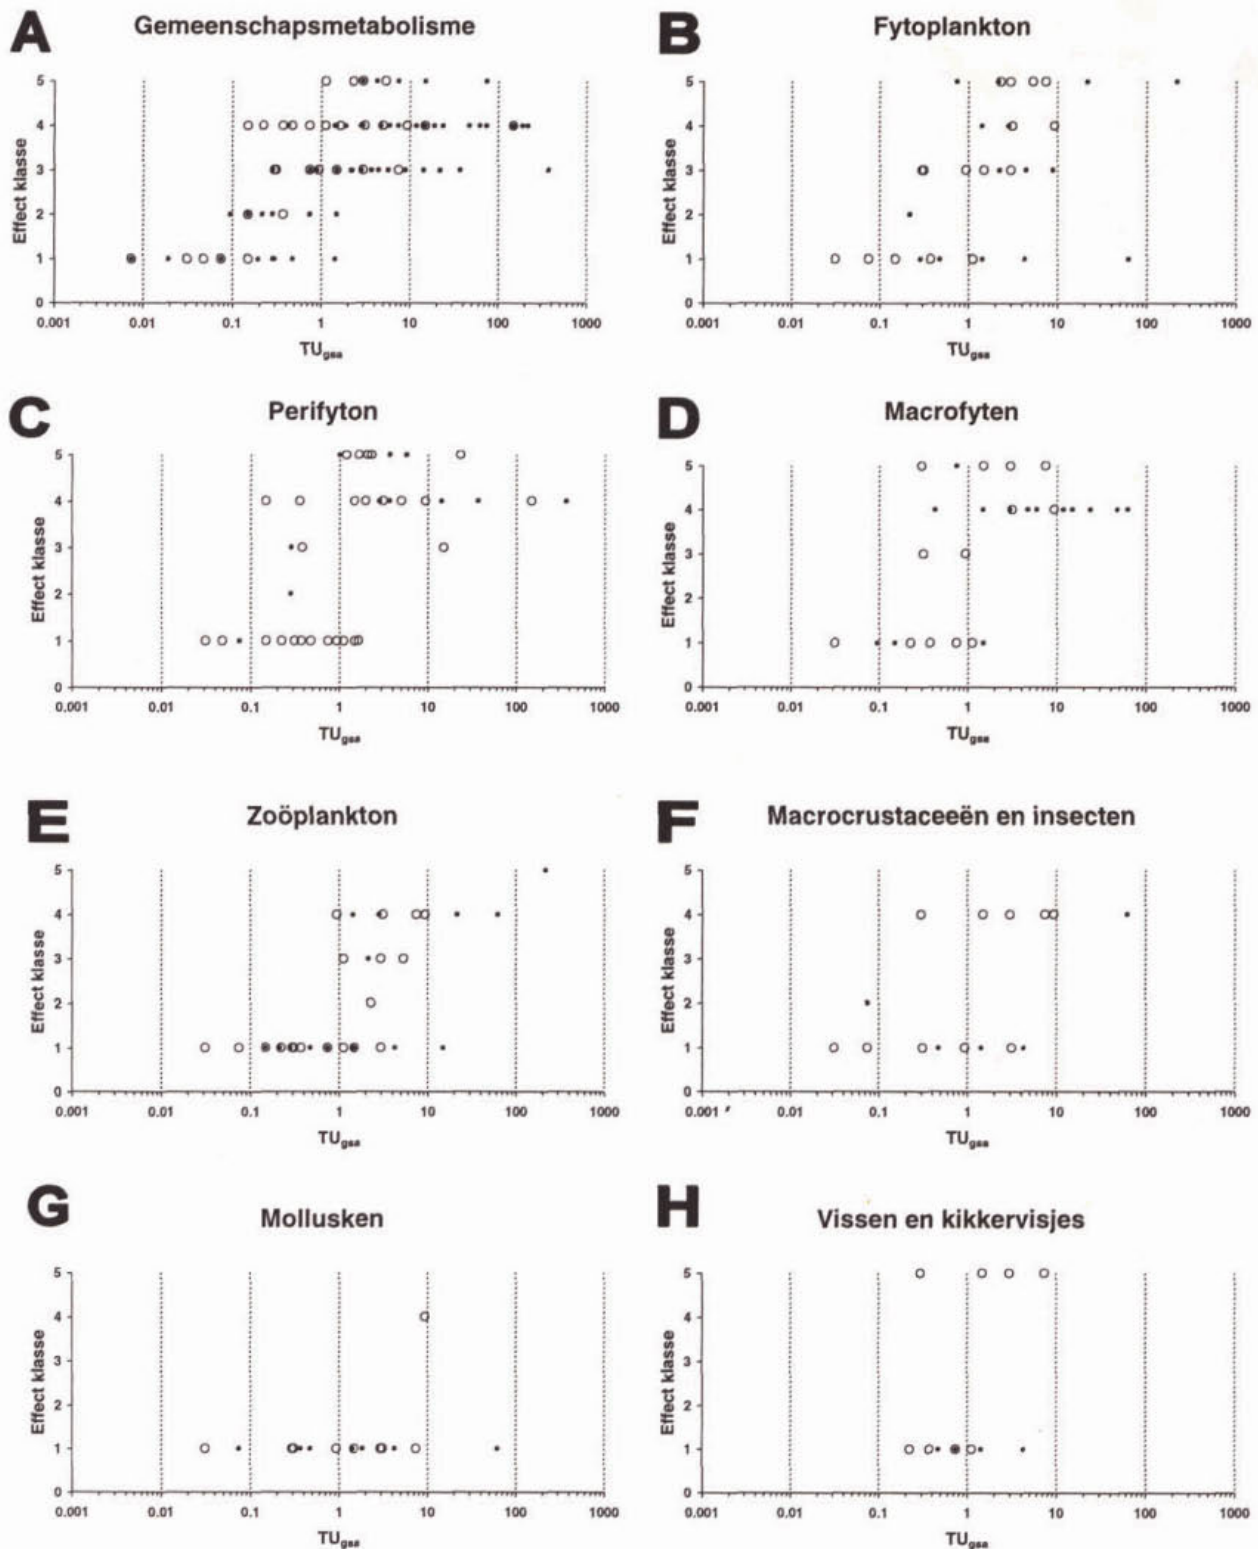 A
Gemeenschapsmetabolisme
Effect klasse
5
4
3
2
1
0
0.001 0.01 0.1 1 10 100 1000
TUgsa
B
Fytoplankton
Effect klasse
5
4
3
2
1
0
0.001 0.01 0.1 1 10 100 1000
TUgsa
C
Perifyton
Effect klasse
5
4
3
2
1
0
0.001 0.01 0.1 1 10 100 1000
TUgsa
D
Macrofyten
Effect klasse
5
4
3
2
1
0
0.001 0.01 0.1 1 10 100 1000
TUgsa
E
Zoöplankton
Effect klasse
5
4
3
2
1
0
0.001 0.01 0.1 1 10 100 1000
TUgsa
F
Macrocrustaceeën en insecten
Effect klasse
5
4
3
2
1
0
0.001 0.01 0.1 1 10 100 1000
TUgsa
G
Mollusken
Effect klasse
5
4
3
2
1
0
0.001 0.01 0.1 1 10 100 1000
TUgsa
H
Vissen en kikkervisjes
Effect klasse
5
4
3
2
1
0
0.001 0.01 0.1 1 10 100 1000
TUgsa